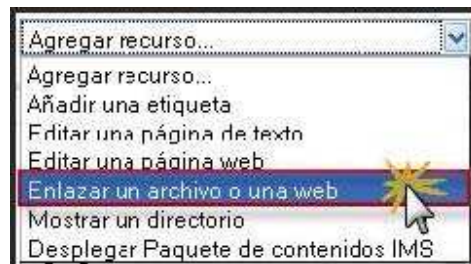 Agregar recurso...
Agregar recurso...
Añadir una etiqueta
Editar una página de texto
Editar una página web
Enlazar un archivo o una web
Mostrar un directorio
Desplegar Paquete de contenidos IMS